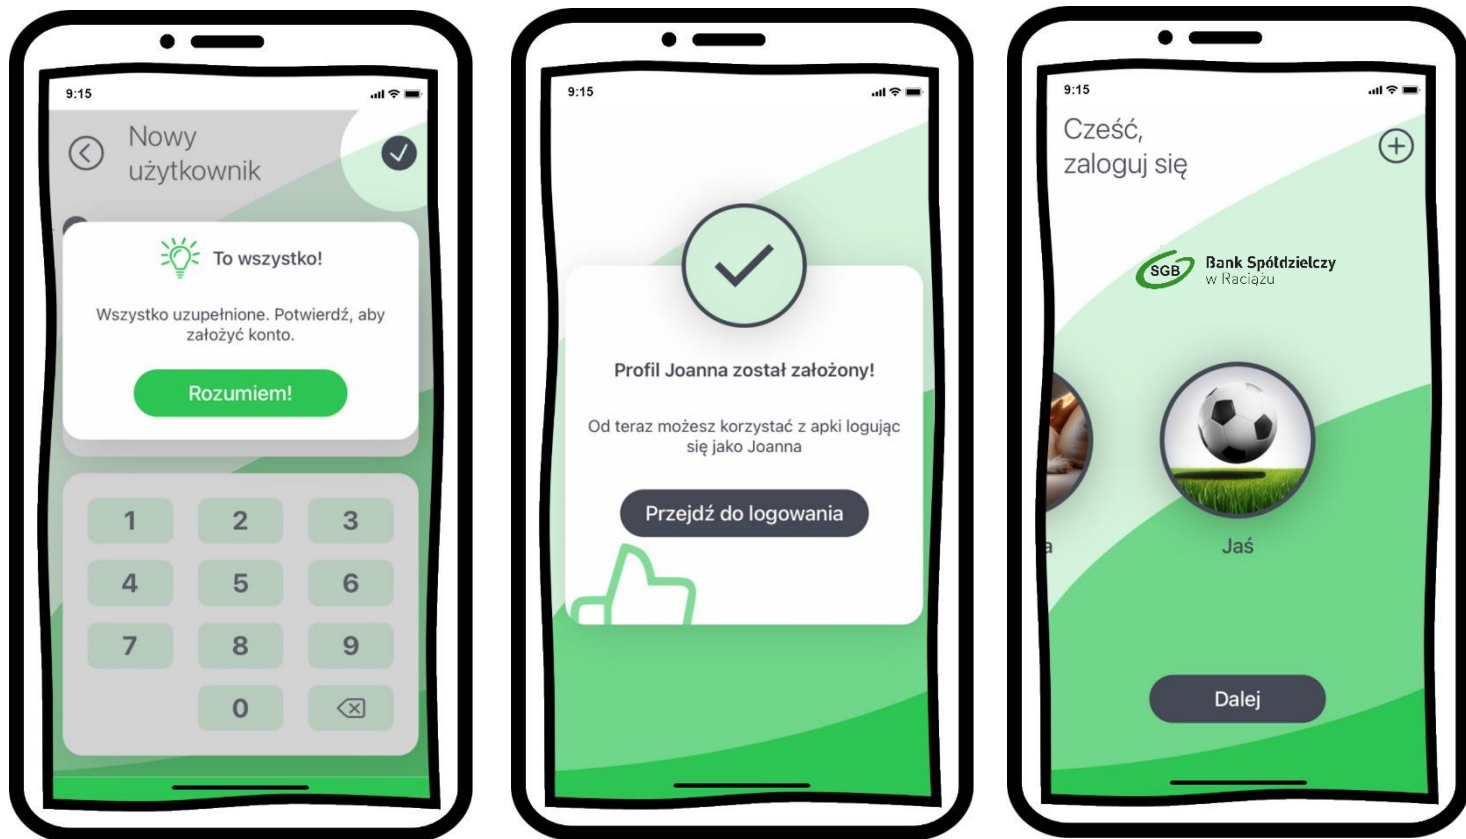 9:15
Nowy
użytkownik
To wszystko!
Wszystko uzupełnione. Potwierdź, aby
założyć konto.
Rozumiem!
1 2 3
4 5 6
7 8 9
0
9:15
Profil Joanna został założony!
Od teraz możesz korzystać z apki logując
się jako Joanna
Przejdź do logowania
9:15
Cześć,
zaloguj się
SGB
Bank Spółdzielczy
w Raciążu
a
Jaś
Dalej